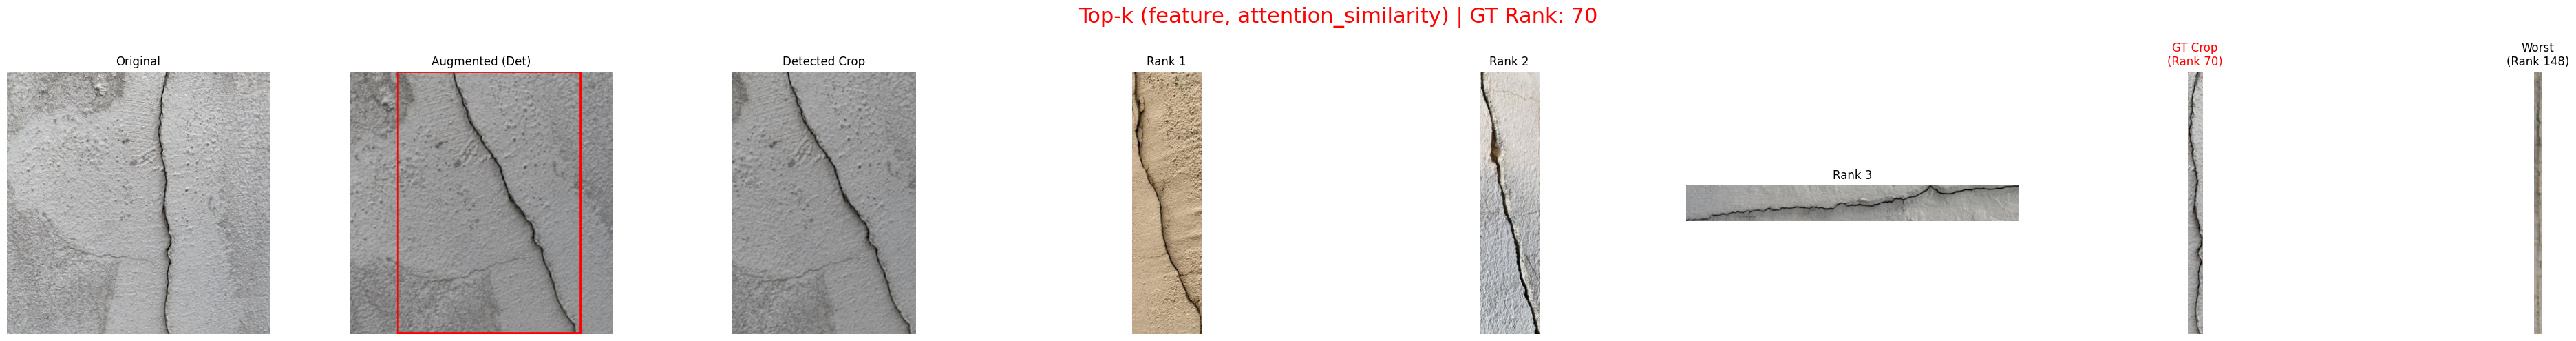 Top-k (feature, attention_similarity) | GT Rank: 70
Original
Augmented (Det)
Detected Crop
Rank 1
Rank 2
Rank 3
GT Crop
(Rank 70)
Worst
(Rank 148)